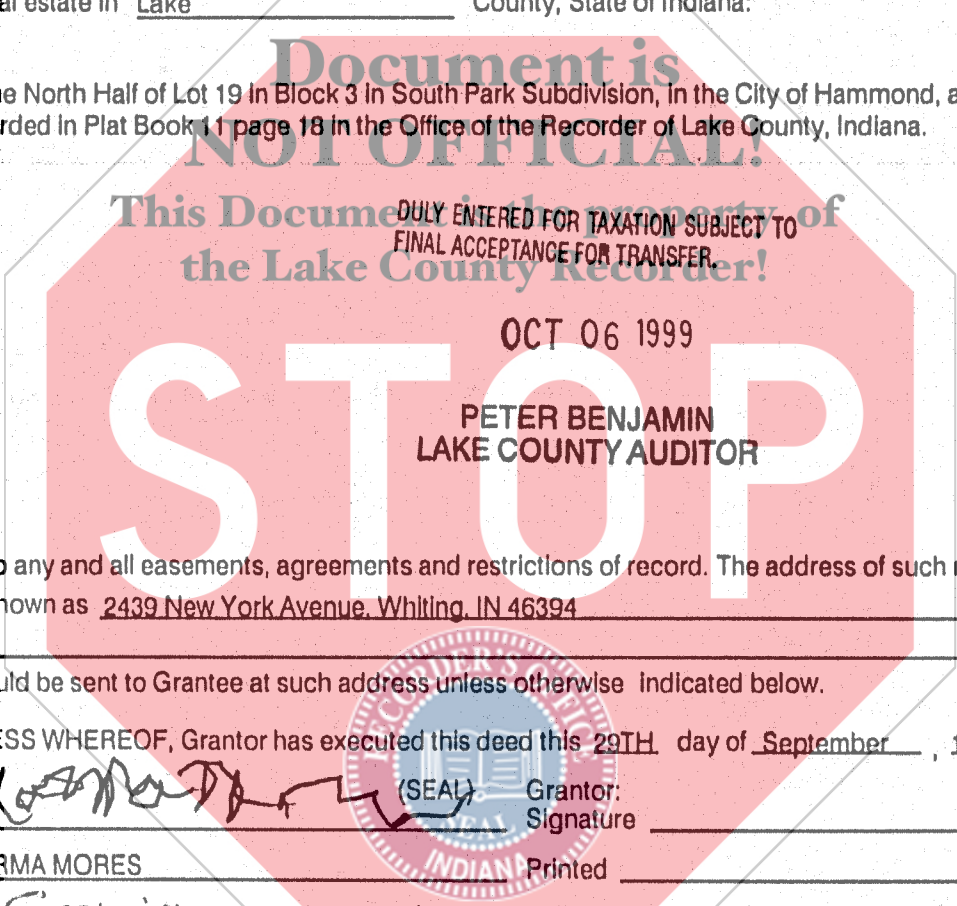 al estate in Lake County, State of Indiana:
Document is
e North Half of Lot 19 in Block 3 in South Park Subdivision, in the City of Hammond, a
rded in Plat Book 11 page 18 in the Office of the Recorder of Lake County, Indiana.
NOT OFFICIAL!
This Document is the property of
DULY ENTERED FOR TAXATION SUBJECT TO
FINAL ACCEPTANCE FOR TRANSFER.
the Lake County Recorder!
OCT 06 1999
STOP
PETER BENJAMIN
LAKE COUNTY AUDITOR
o any and all easements, agreements and restrictions of record. The address of such
nown as 2439 New York Avenue, Whiting, IN 46394
uld be sent to Grantee at such address unless otherwise indicated below.
RECORDER'S OFFICE
ESS WHEREOF, Grantor has executed this deed this 29TH day of September , 1
(SEAL) Grantor:
Signature
SEAL
INDIANA
RMA MORES Printed